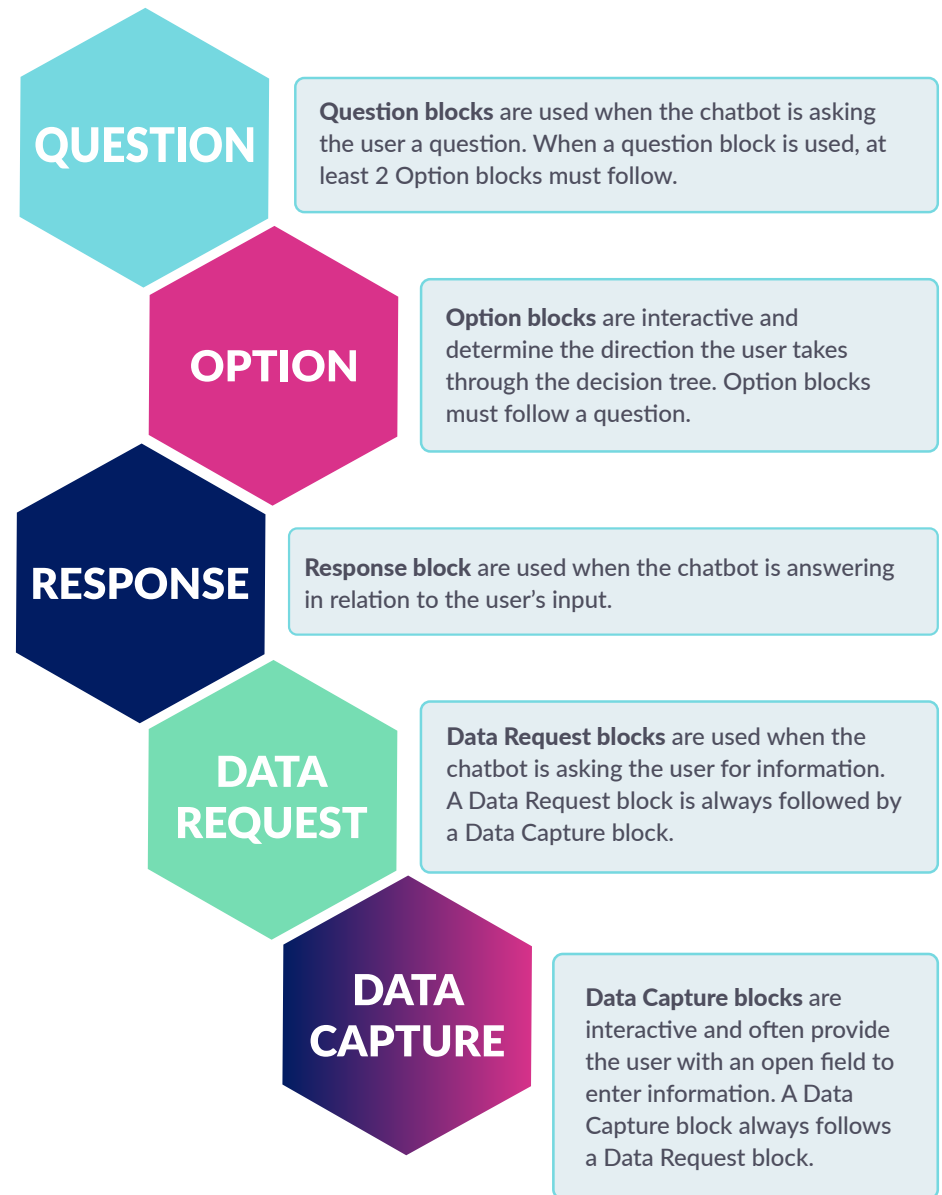 QUESTION
Question blocks are used when the chatbot is asking
the user a question. When a question block is used, at
least 2 Option blocks must follow.
OPTION
Option blocks are interactive and
determine the direction the user takes
through the decision tree. Option blocks
must follow a question.
RESPONSE
Response block are used when the chatbot is answering
in relation to the user's input.
DATA
REQUEST
Data Request blocks are used when the
chatbot is asking the user for information.
A Data Request block is always followed by
a Data Capture block.
DATA
CAPTURE
Data Capture blocks are
interactive and often provide
the user with an open field to
enter information. A Data
Capture block always follows
a Data Request block.